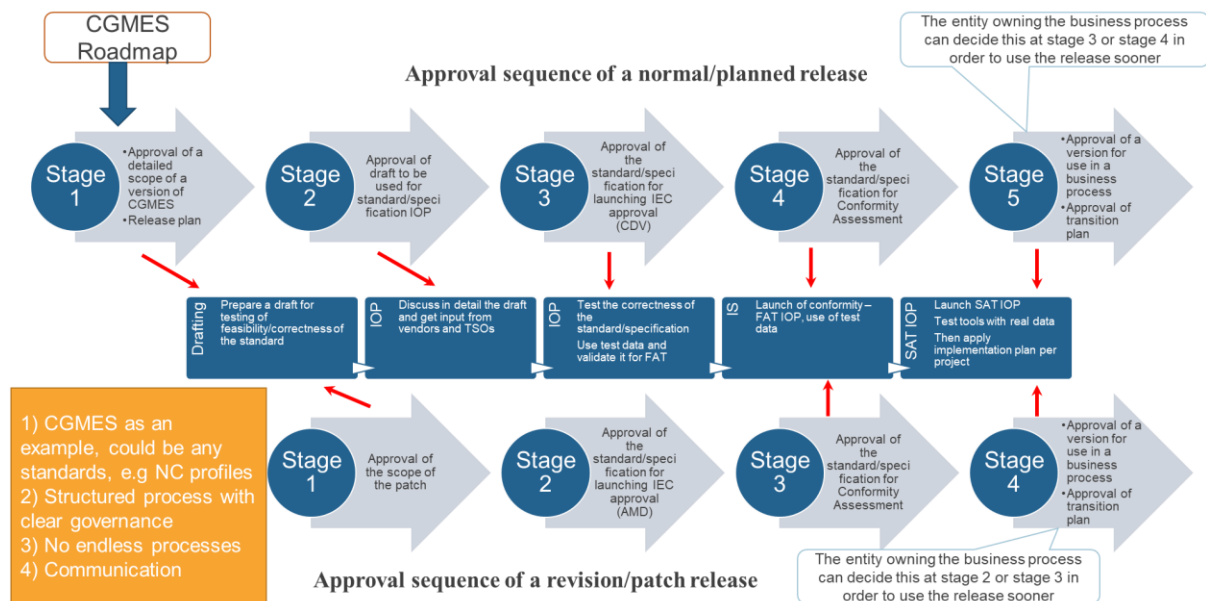 CGMES
Roadmap
The entity owning the business process
can decide this at stage 3 or stage 4 in
order to use the release sooner
Approval sequence of a normal/planned release
Stage
1
•Approval of a
detailed
scope of a
version of
CGMES
•Release plan
Stage
2
Approval of
draft to be
used for
standard/speci
fication IOP
Stage
3
Approval of
the
standard/speci
fication for
launching IEC
approval
(CDV)
Stage
4
Approval of
the
standard/speci
fication for
Conformity
Assessment
Stage
5
•Approval of a
version for
use in a
business
process
•Approval of
transition
plan
Drafting
Prepare a draft for
testing of
feasibility/correctness of
the standard
IOP
Discuss in detail the draft
and get input from
vendors and TSOs
IOP
Test the correctness of
the standard/specification
Use test data and
validate it for FAT
IS
Launch of conformity –
FAT IOP, use of test
data
SAT IOP
Launch SAT IOP
Test tools with real data
Then apply
implementation plan per
project
1) CGMES as an
example, could be any
standards, e.g NC profiles
2) Structured process with
clear governance
3) No endless processes
4) Communication
Stage
1
Approval of
the scope of
the patch
Stage
2
Approval of
the
standard/speci
fication for
launching IEC
approval
(AMD)
Stage
3
Approval of
the
standard/speci
fication for
Conformity
Assessment
Stage
4
•Approval of a
version for
use in a
business
process
•Approval of
transition
plan
The entity owning the business process
can decide this at stage 2 or stage 3 in
order to use the release sooner
Approval sequence of a revision/patch release